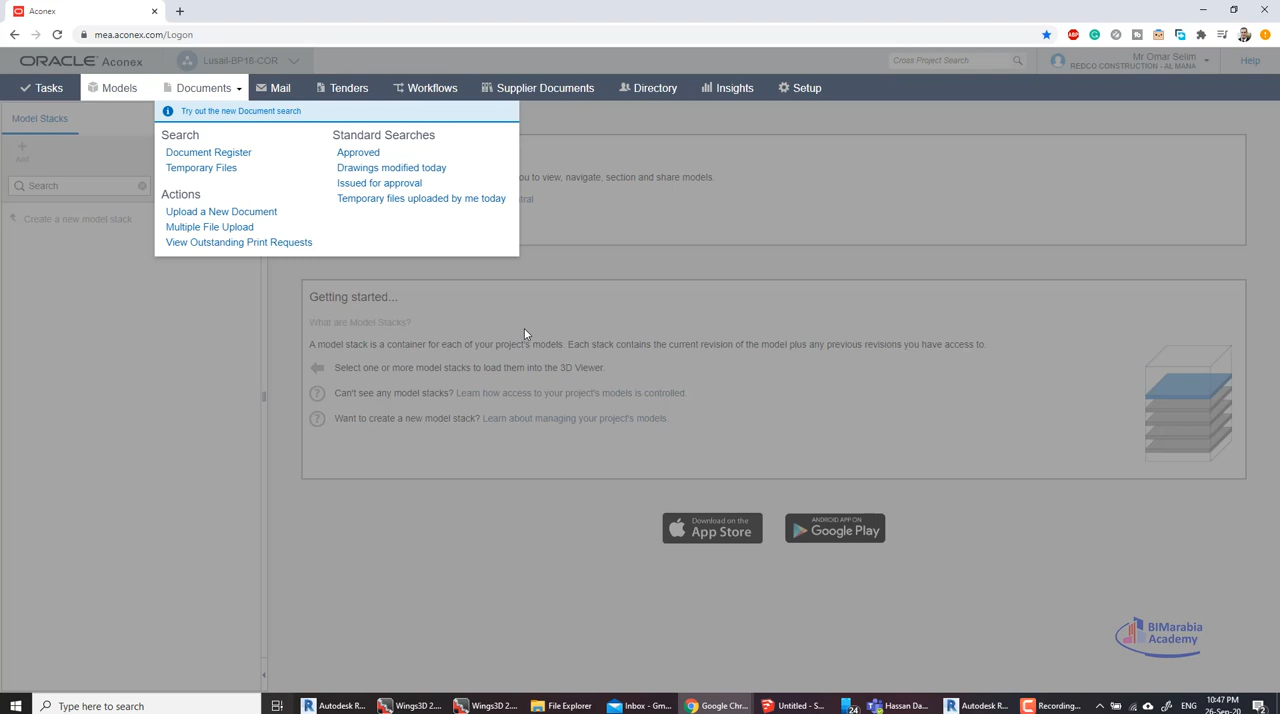 Aconex
mea.aconex.com/Logon
ABP
ORACLE Aconex
Lusail-BP18-COR
Cross Project Search
Mr Omar Selim
REDCO CONSTRUCTION - AL MANA
Help
Tasks
Models
Documents
Mail
Tenders
Workflows
Supplier Documents
Directory
Insights
Setup
Model Stacks
Add
Search
Create a new model stack
Try out the new Document search
Search
Document Register
Temporary Files
Actions
Upload a New Document
Multiple File Upload
View Outstanding Print Requests
Standard Searches
Approved
Drawings modified today
Issued for approval
Temporary files uploaded by me today
ou to view, navigate, section and share models.
ntral
Getting started...
What are Model Stacks?
A model stack is a container for each of your project's models. Each stack contains the current revision of the model plus any previous revisions you have access to.
Select one or more model stacks to load them into the 3D Viewer.
Can't see any model stacks? Learn how access to your project's models is controlled.
Want to create a new model stack? Learn about managing your project's models.
Download on the
App Store
ANDROID APP ON
Google Play
BIMarabia
Academy
Type here to search
Autodesk R...
Wings3D 2....
Wings3D 2....
File Explorer
Inbox - Gm...
Google Chr...
Untitled - S...
24
Hassan Da...
Autodesk R...
Recording...
10:47 PM
26-Sep-20
2